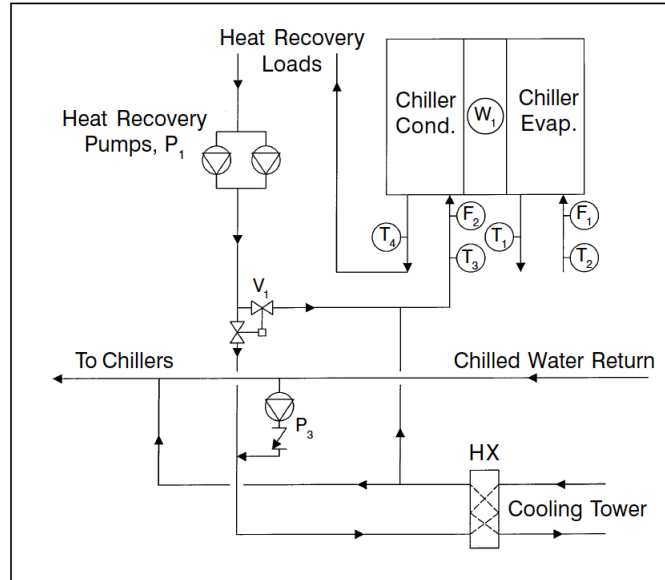 Heat Recovery
Loads
Heat Recovery
Pumps, P₁
Chiller
Cond.
W₁
Chiller
Evap.
F₂
F₁
T₄
T₁
T₃
T₂
V₁
To Chillers
Chilled Water Return
P₃
HX
Cooling Tower